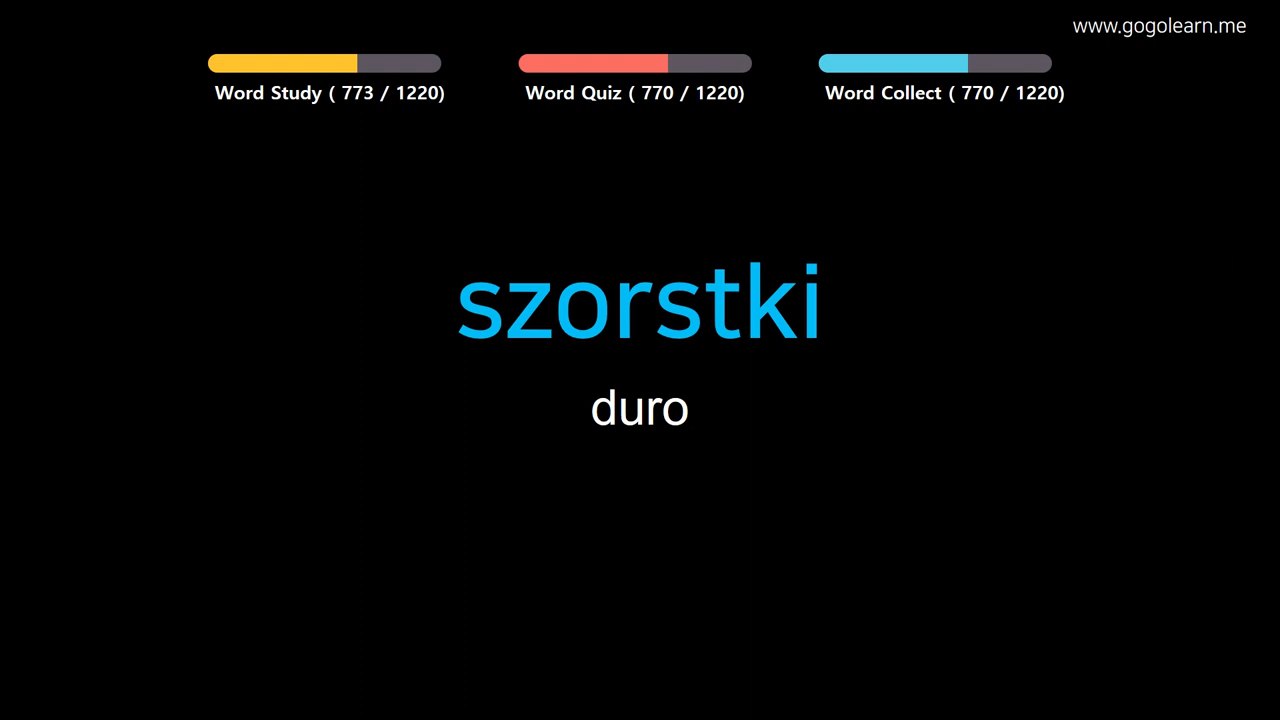 www.gogolearn.me
Word Study ( 773 / 1220)
Word Quiz ( 770 / 1220)
Word Collect ( 770 / 1220)
szorstki
duro